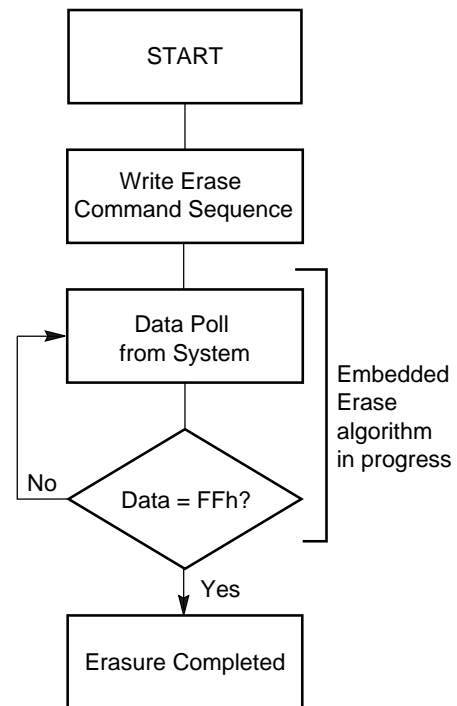 START
Write Erase
Command Sequence
Data Poll
from System
Embedded
Erase
algorithm
in progress
No
Data = FFh?
Yes
Erasure Completed